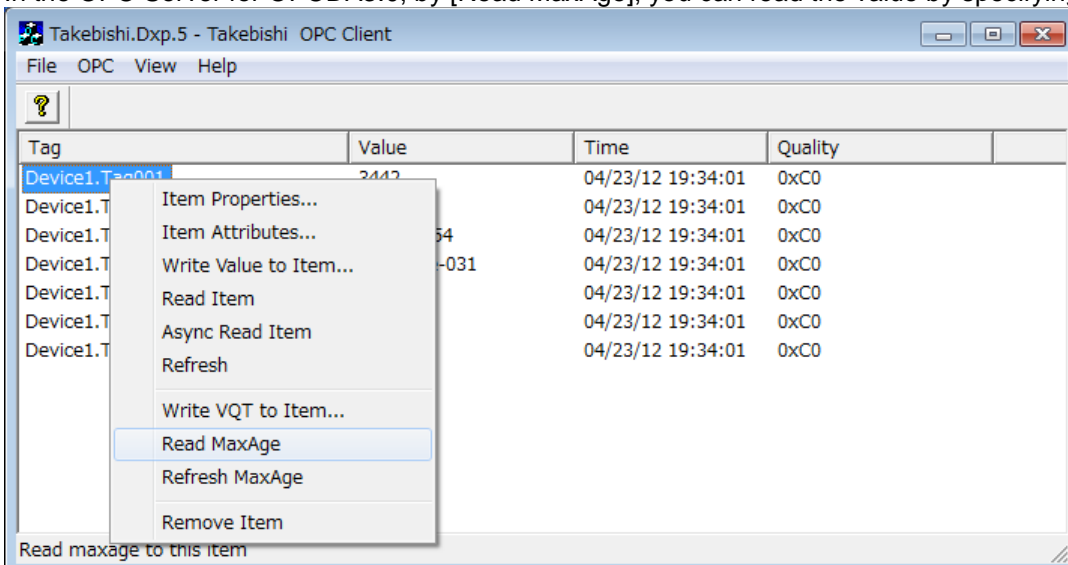 In the OPC Server for OPCDA3.0, by [Read MaxAge], you can read the value by specifying
Takebishi.Dxp.5 - Takebishi OPC Client
File OPC View Help
Tag Value Time Quality
Device1.Tag001 3442 04/23/12 19:34:01 0xC0
Device1.T 04/23/12 19:34:01 0xC0
Device1.T 54 04/23/12 19:34:01 0xC0
Device1.T -031 04/23/12 19:34:01 0xC0
Device1.T 04/23/12 19:34:01 0xC0
Device1.T 04/23/12 19:34:01 0xC0
Device1.T 04/23/12 19:34:01 0xC0
Item Properties...
Item Attributes...
Write Value to Item...
Read Item
Async Read Item
Refresh
Write VQT to Item...
Read MaxAge
Refresh MaxAge
Remove Item
Read maxage to this item